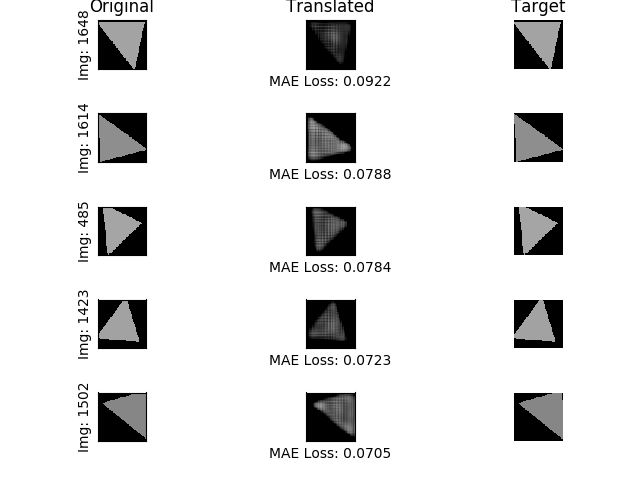 Original Translated Target
Img: 1648
MAE Loss: 0.0922
Img: 1614
MAE Loss: 0.0788
Img: 485
MAE Loss: 0.0784
Img: 1423
MAE Loss: 0.0723
Img: 1502
MAE Loss: 0.0705